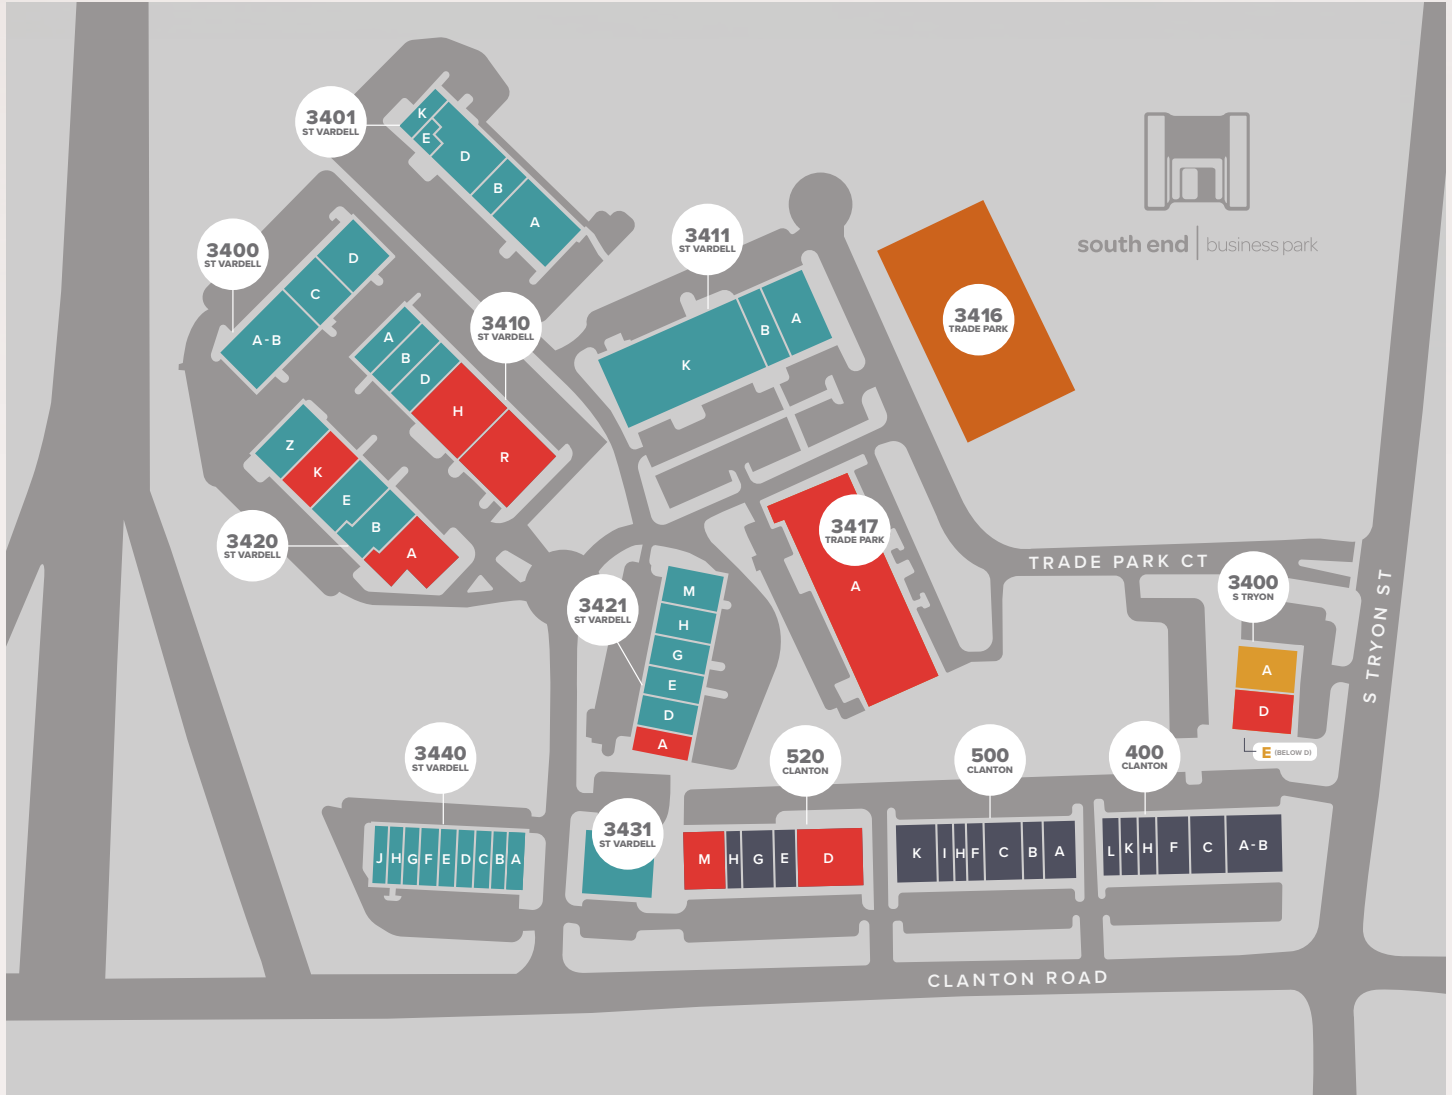 3401
ST VARDELL
K
E
D
B
A
3400
ST VARDELL
D
C
A-B
3411
ST VARDELL
K
B
A
3416
TRADE PARK
south end | business park
3410
ST VARDELL
A
B
D
H
R
Z
K
E
B
A
3420
ST VARDELL
3417
TRADE PARK
A
TRADE PARK CT
3400
S TRYON
A
D
E (BELOW D)
S TRYON ST
3421
ST VARDELL
M
H
G
E
D
A
3440
ST VARDELL
J H G F E D C B A
3431
ST VARDELL
520
CLANTON
M H G E D
500
CLANTON
K I H F C B A
400
CLANTON
L K H F C A-B
CLANTON ROAD